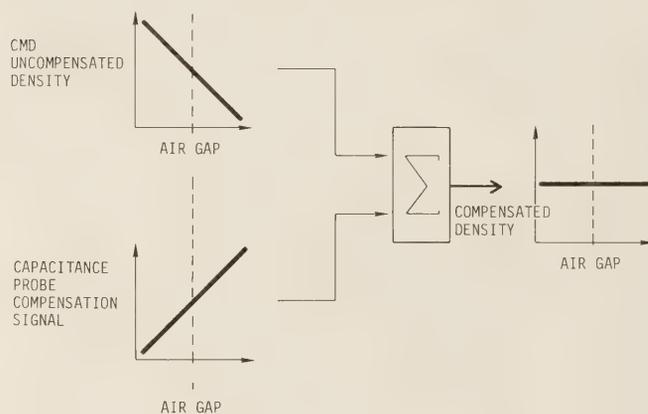 CMD
UNCOMPENSATED
DENSITY
AIR GAP
CAPACITANCE
PROBE
COMPENSATION
SIGNAL
AIR GAP
Σ
COMPENSATED
DENSITY
AIR GAP